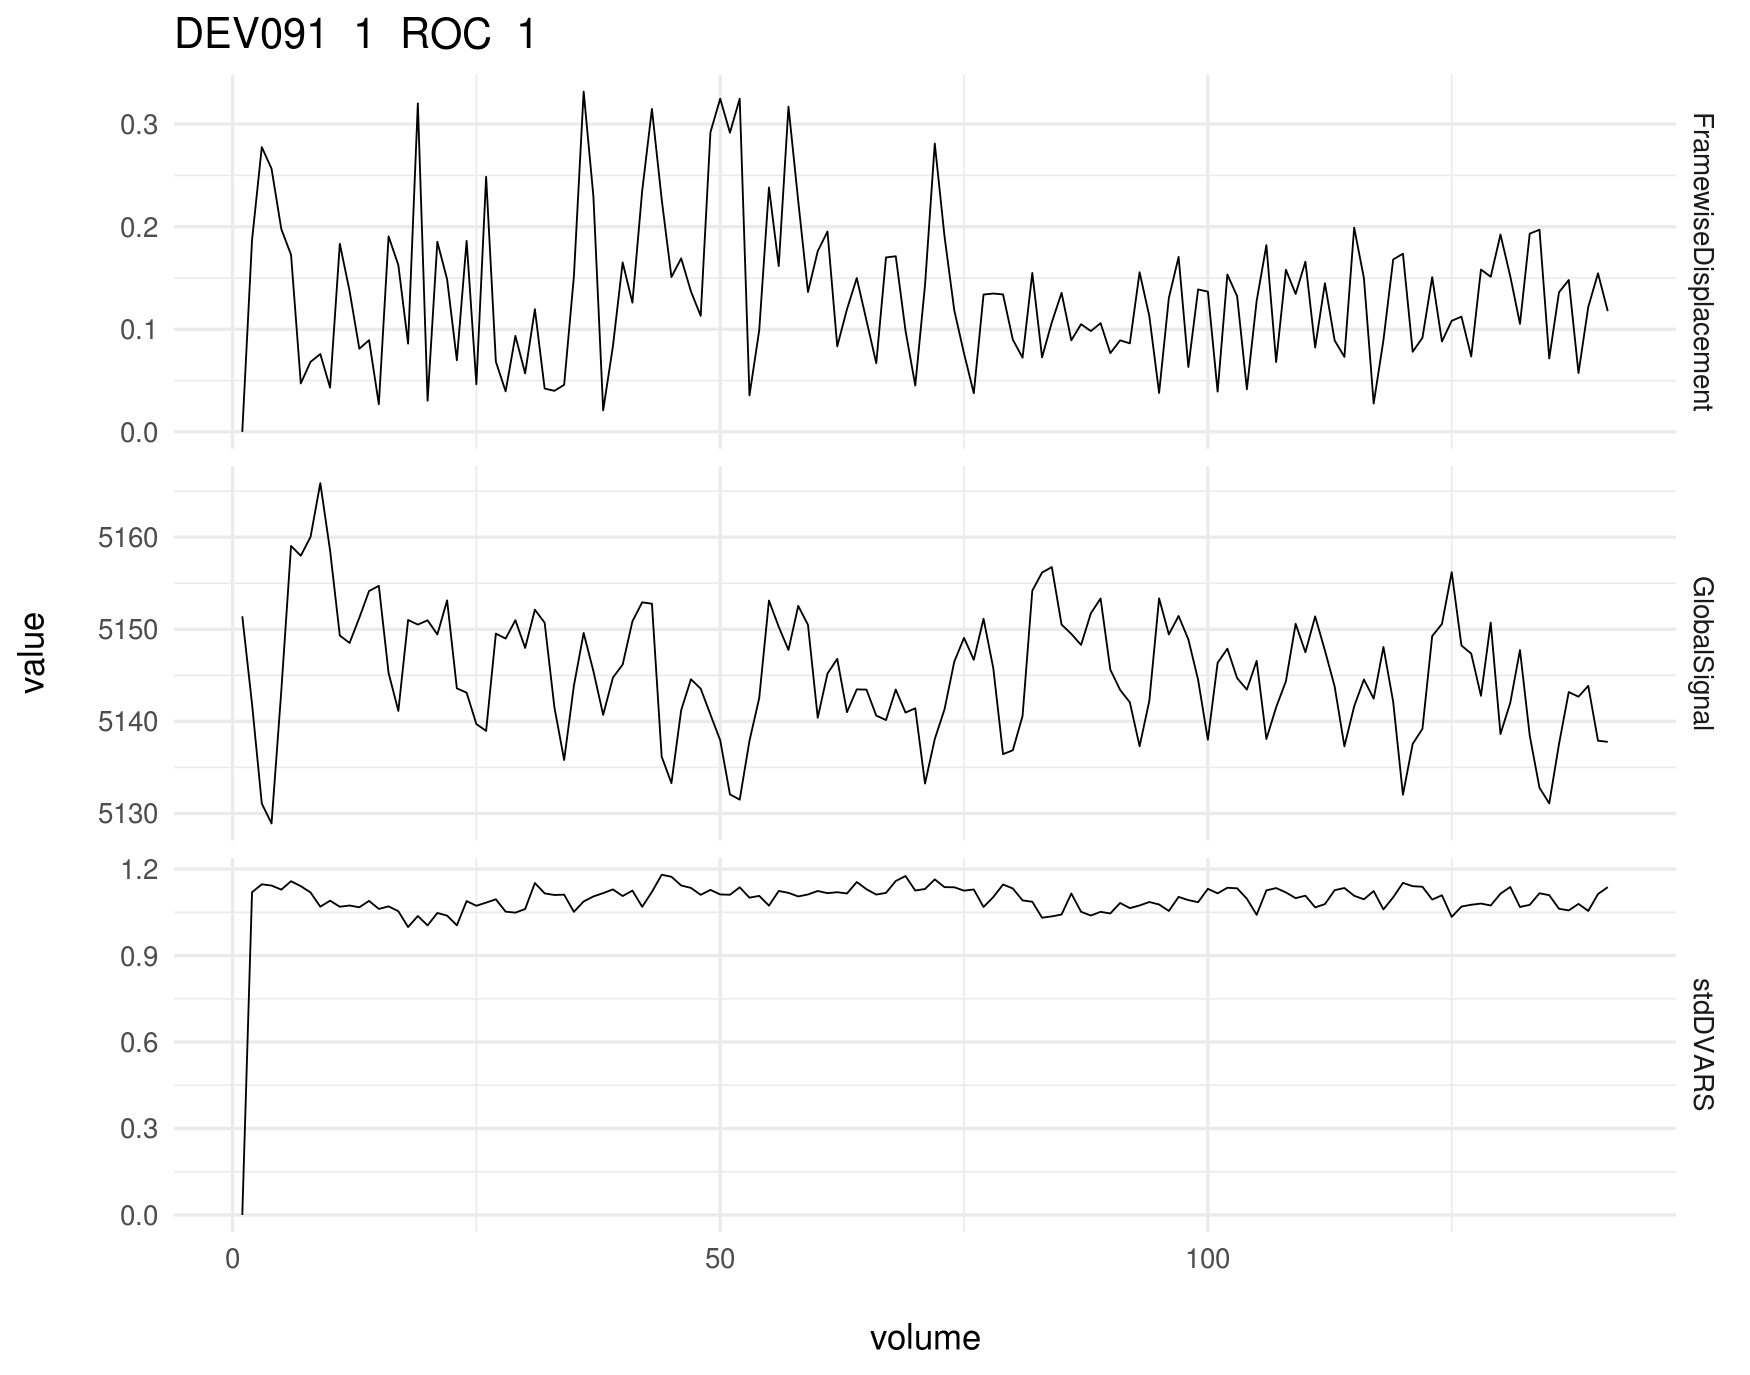 DEV091 1 ROC 1
0.3
0.2
0.1
0.0
FramewiseDisplacement
5160
5150
5140
5130
GlobalSignal
1.2
0.9
0.6
0.3
0.0
stdDVARS
value
0 50 100
volume